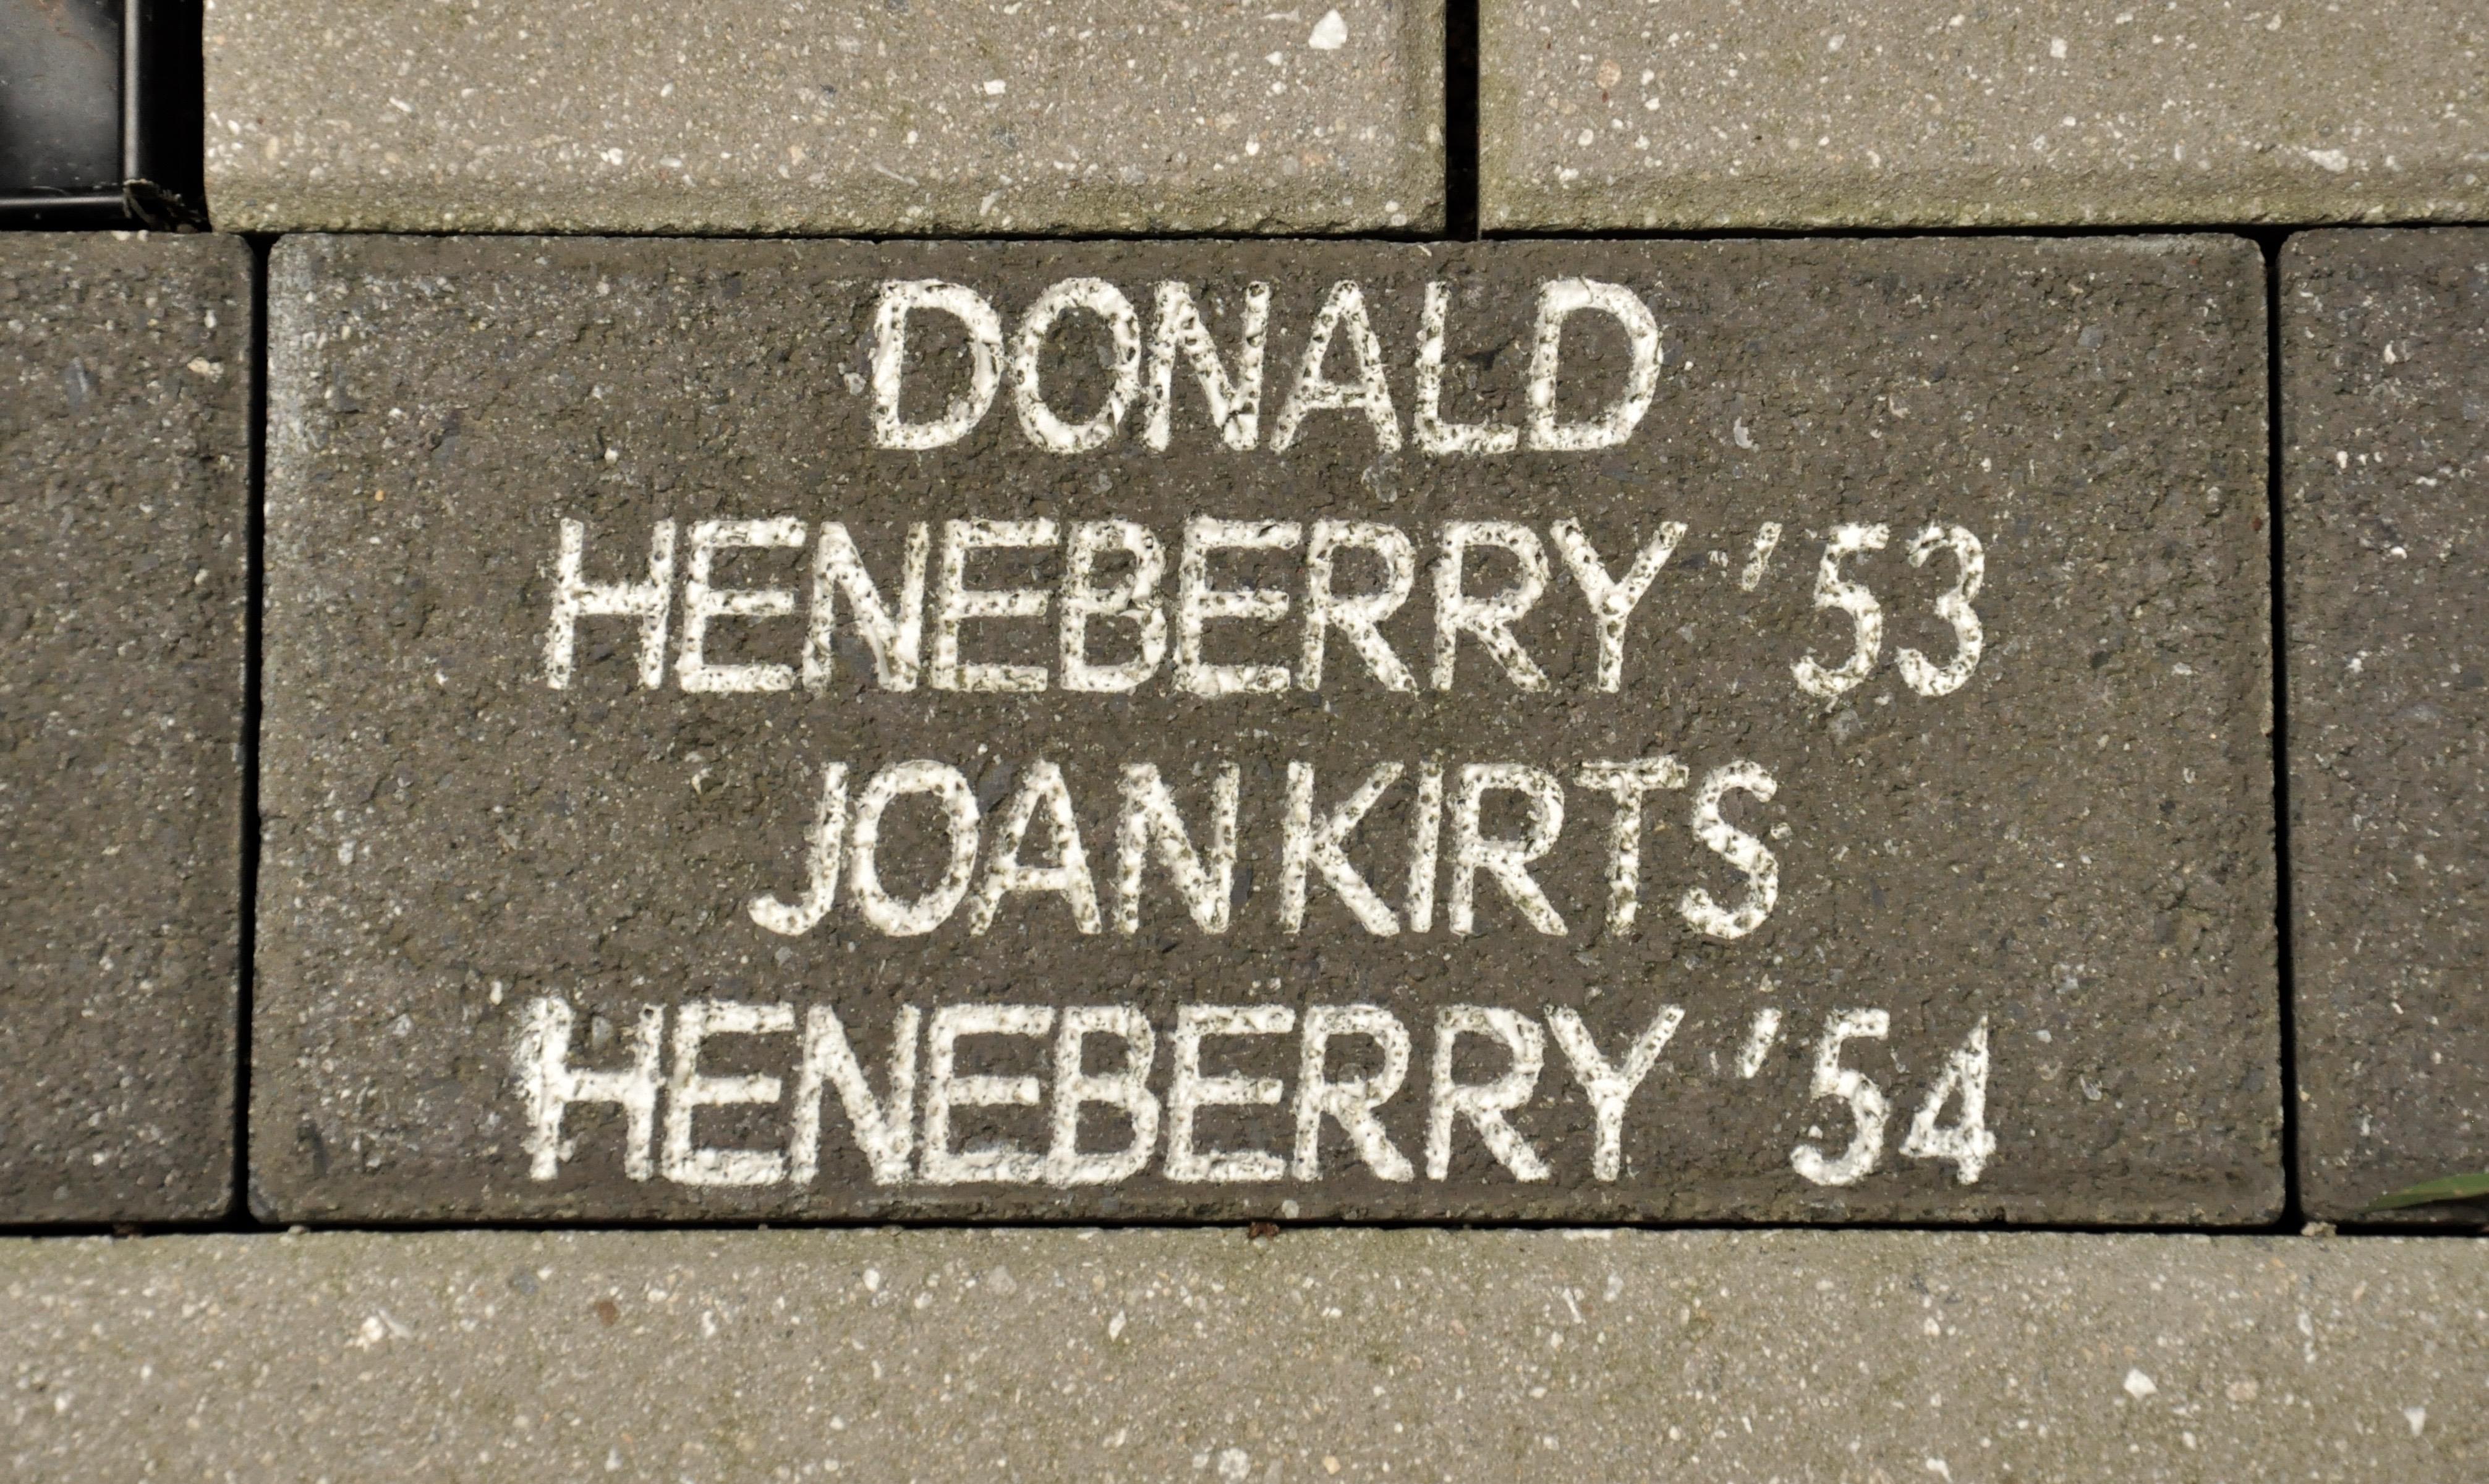 DONALD
HENEBERRY '53
JOAN KIRTS
HENEBERRY '54